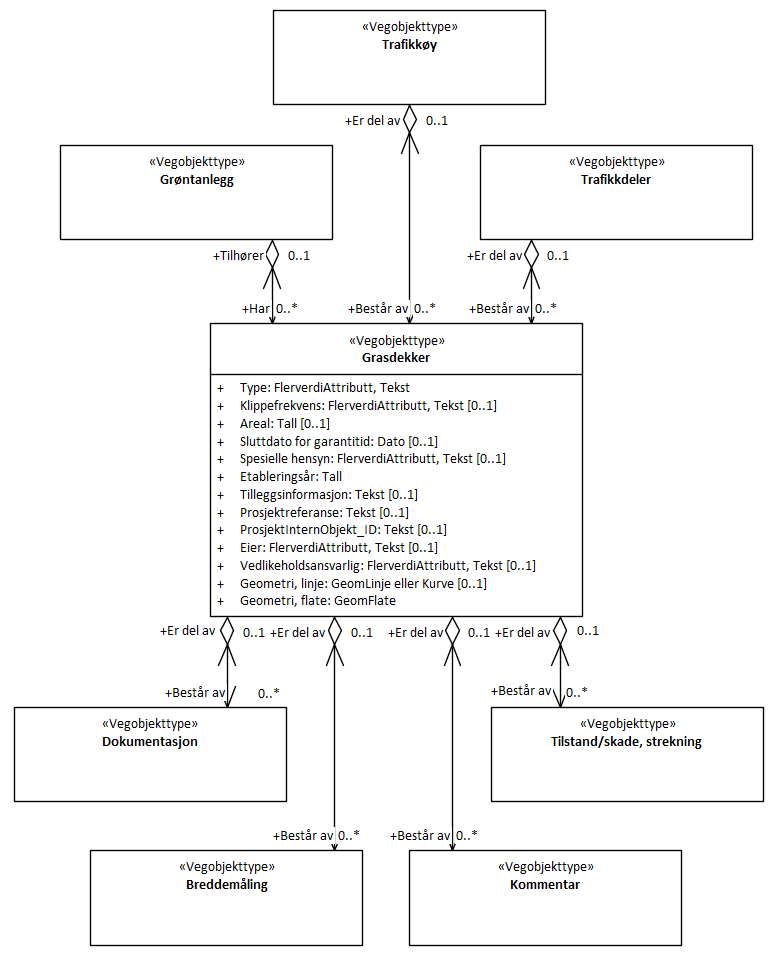 «Vegobjekttype»
Trafikkøy
+Er del av 0..1
«Vegobjekttype»
Grøntanlegg
«Vegobjekttype»
Trafikkdeler
+Tilhører 0..1
+Er del av 0..1
+Har 0..*
+Består av 0..*
+Består av 0..*
«Vegobjekttype»
Grasdekker
+ Type: FlerverdiAttributt, Tekst
+ Klippefrekvens: FlerverdiAttributt, Tekst [0..1]
+ Areal: Tall [0..1]
+ Sluttdato for garantitid: Dato [0..1]
+ Spesielle hensyn: FlerverdiAttributt, Tekst [0..1]
+ Etableringsår: Tall
+ Tilleggsinformasjon: Tekst [0..1]
+ Prosjektreferanse: Tekst [0..1]
+ ProsjektInternObjekt_ID: Tekst [0..1]
+ Eier: FlerverdiAttributt, Tekst [0..1]
+ Vedlikeholdsansvarlig: FlerverdiAttributt, Tekst [0..1]
+ Geometri, linje: GeomLinje eller Kurve [0..1]
+ Geometri, flate: GeomFlate
+Er del av 0..1 +Er del av 0..1 +Er del av 0..1 +Er del av 0..1
+Består av 0..*
+Består av 0..*
«Vegobjekttype»
Dokumentasjon
«Vegobjekttype»
Tilstand/skade, strekning
+Består av 0..*
+Består av 0..*
«Vegobjekttype»
Breddemåling
«Vegobjekttype»
Kommentar